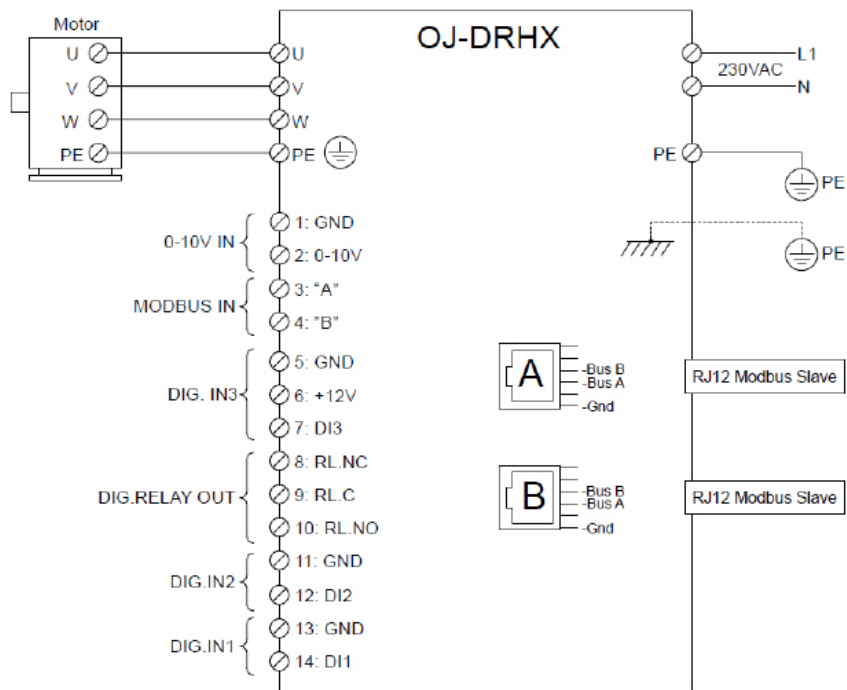 Motor
OJ-DRHX
U
U
L1
230VAC
V
V
N
W
W
PE
PE
PE
PE
0-10V IN
1: GND
2: 0-10V
PE
MODBUS IN
3: "A"
4: "B"
DIG. IN3
5: GND
6: +12V
7: DI3
A
-Bus B
-Bus A
-Gnd
RJ12 Modbus Slave
DIG.RELAY OUT
8: RL.NC
9: RL.C
10: RL.NO
B
-Bus B
-Bus A
-Gnd
RJ12 Modbus Slave
DIG.IN2
11: GND
12: DI2
DIG.IN1
13: GND
14: DI1